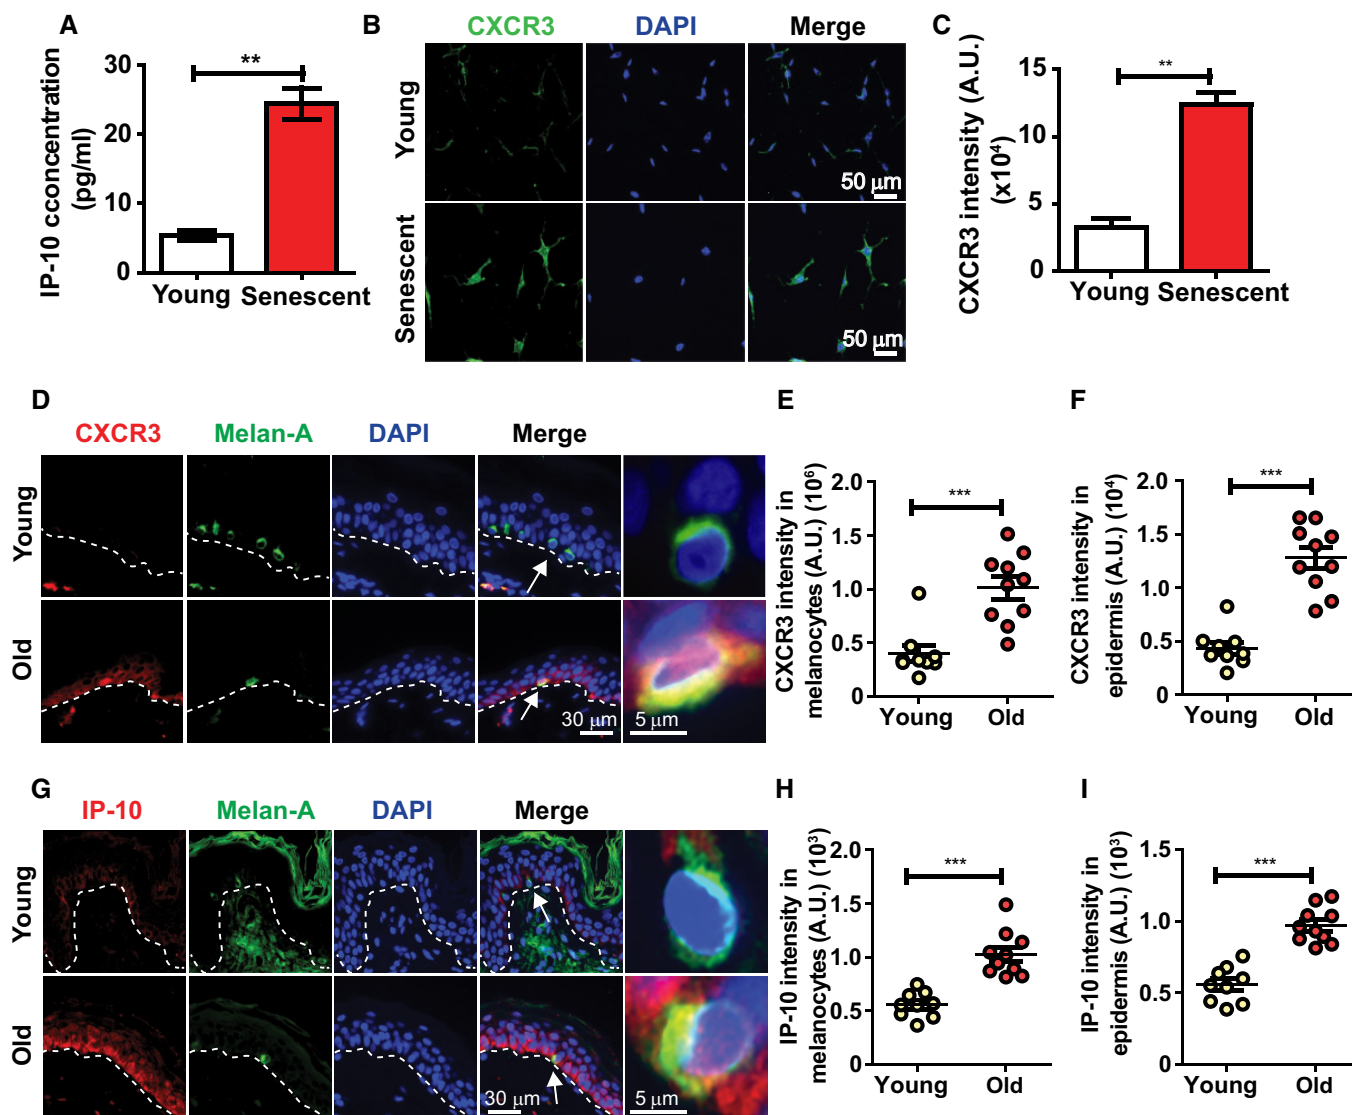 A
IP-10 cconcentration
(pg/ml)
30
20
10
0
**
Young
Senescent
B
CXCR3
DAPI
Merge
Young
50 μm
Senescent
50 μm
C
CXCR3 intensity (A.U.)
(x10⁴)
15
10
5
0
**
Young
Senescent
D
CXCR3
Melan-A
DAPI
Merge
Young
Old
30 μm
5 μm
E
CXCR3 intensity in
melanocytes (A.U.) (10⁶)
2.0
1.5
1.0
0.5
0
***
Young
Old
F
CXCR3 intensity in
epidermis (A.U.) (10⁴)
2.0
1.5
1.0
0.5
0
***
Young
Old
G
IP-10
Melan-A
DAPI
Merge
Young
Old
30 μm
5 μm
H
IP-10 intensity in
melanocytes (A.U.) (10³)
2.0
1.5
1.0
0.5
0
***
Young
Old
I
IP-10 intensity in
epidermis (A.U.) (10³)
1.5
1.0
0.5
0
***
Young
Old